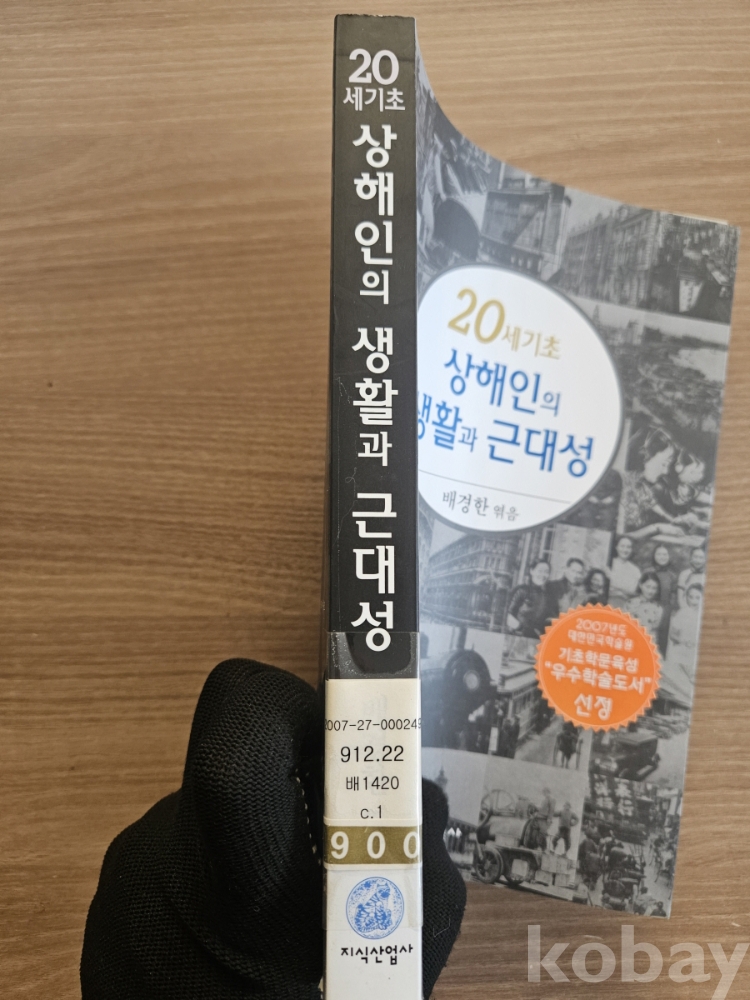 20
세기초
상해인의 생활과 근대성
2007-27-000249
912.22
배1420
c.1
900
지식산업사
20세기초
상해인의
생활과 근대성
배경한 엮음
2007년도
대한민국학술원
기초학문육성
"우수학술도서"
선정
kobay